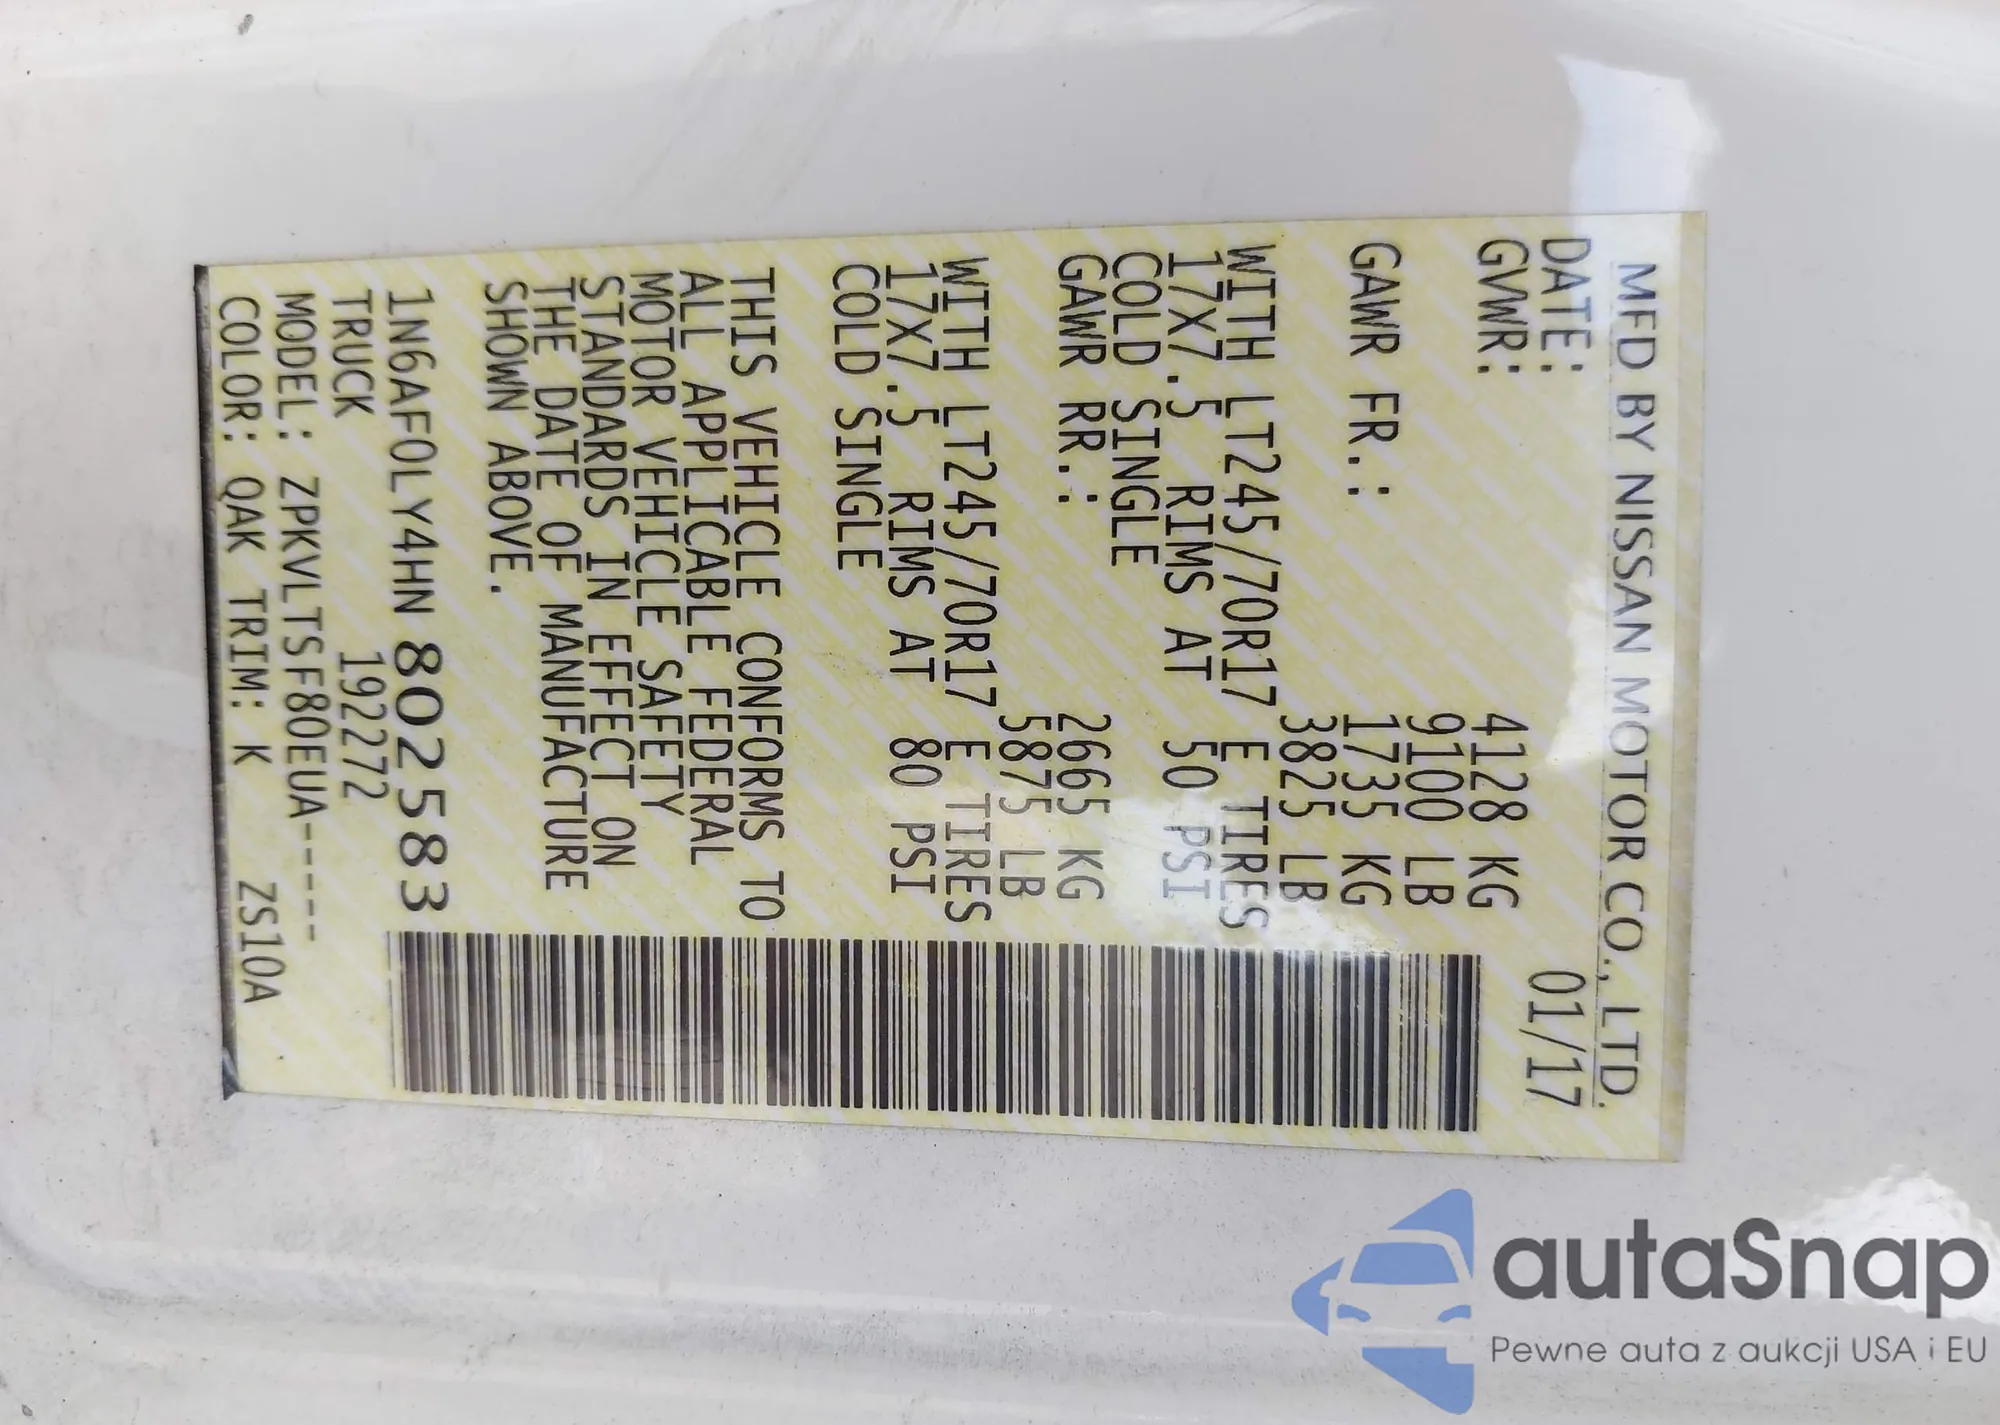 MFD BY NISSAN MOTOR CO., LTD.
DATE: 01/17
GVWR: 4128 KG
9100 LB
GAWR FR.: 1735 KG
3825 LB
WITH LT245/70R17 E TIRES
17X7.5 RIMS AT 50 PSI
COLD SINGLE
GAWR RR.: 2665 KG
5875 LB
WITH LT245/70R17 E TIRES
17X7.5 RIMS AT 80 PSI
COLD SINGLE
THIS VEHICLE CONFORMS TO
ALL APPLICABLE FEDERAL
MOTOR VEHICLE SAFETY
STANDARDS IN EFFECT ON
THE DATE OF MANUFACTURE
SHOWN ABOVE.
1N6AF0LY4HN 802583
TRUCK 192272
MODEL: ZPKVLTSF80EUA-----
COLOR: QAK TRIM: K ZS10A
autaSnap
Pewne auta z aukcji USA i EU